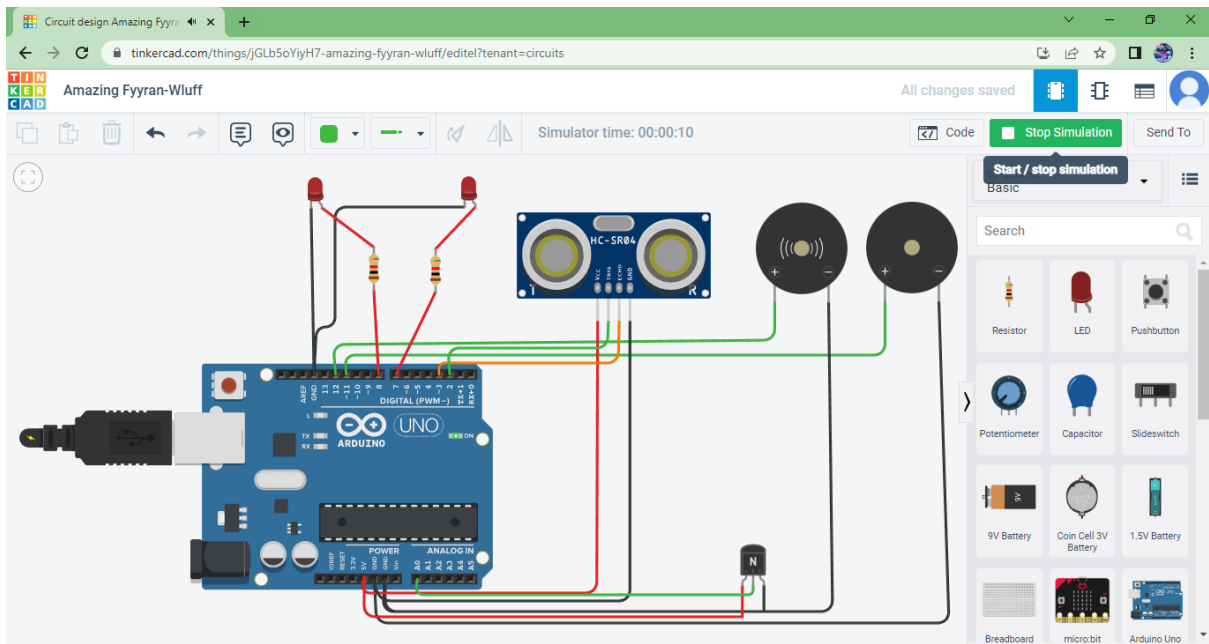 Circuit design Amazing Fyyra
tinkercad.com/things/jGLb5oYiyH7-amazing-fyyran-wluff/editel?tenant=circuits
TIN
KER
CAD
Amazing Fyyran-Wluff
All changes saved
Simulator time: 00:00:10
Code
Stop Simulation
Send To
Start / stop simulation
Basic
Search
Resistor
LED
Pushbutton
Potentiometer
Capacitor
Slideswitch
9V
9V Battery
Coin Cell 3V
Battery
1.5V Battery
Breadboard
micro:bit
Arduino Uno
HC-SR04
VCC
TRIG
ECHO
GND
T
R
+
−
+
−
AREF
GND
13
12
~11
~10
~9
8
7
~6
~5
4
~3
2
TX→1
RX←0
DIGITAL (PWM~)
L
TX
RX
UNO
ARDUINO
ON
POWER
ANALOG IN
IOREF
RESET
3.3V
5V
GND
GND
Vin
A0
A1
A2
A3
A4
A5
N